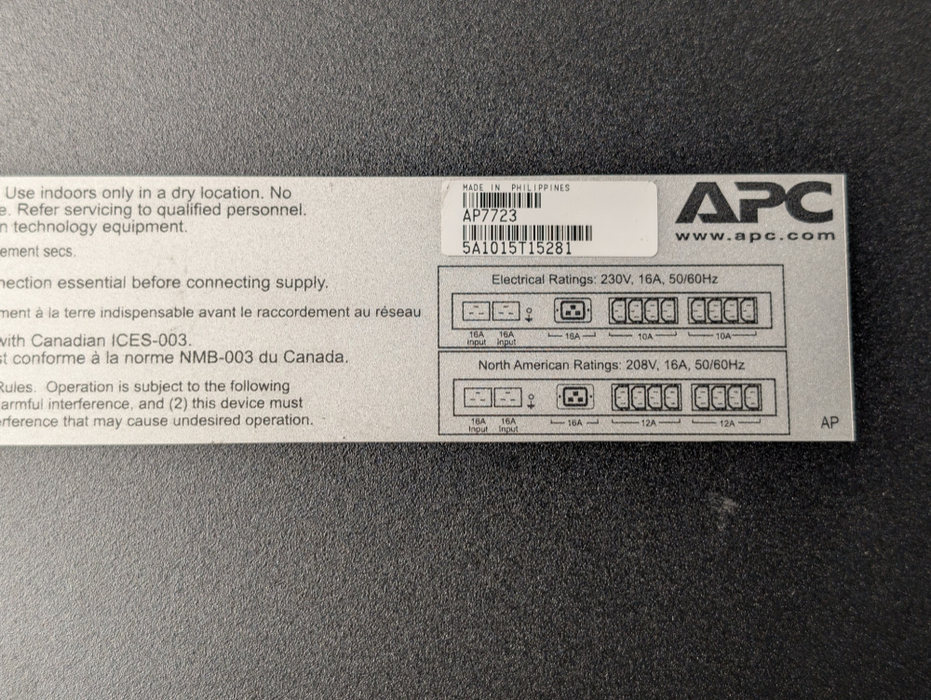 Use indoors only in a dry location. No
e. Refer servicing to qualified personnel.
n technology equipment.
ement secs.
nection essential before connecting supply.
ment à la terre indispensable avant le raccordement au réseau
with Canadian ICES-003.
st conforme à la norme NMB-003 du Canada.
Rules. Operation is subject to the following
armful interference, and (2) this device must
erference that may cause undesired operation.
MADE IN PHILIPPINES
AP7723
5A1015T15281
APC
www.apc.com
Electrical Ratings: 230V, 16A, 50/60Hz
16A 16A 16A 10A 10A
Input Input
North American Ratings: 208V, 16A, 50/60Hz
16A 16A 16A 12A 12A
Input Input
AP